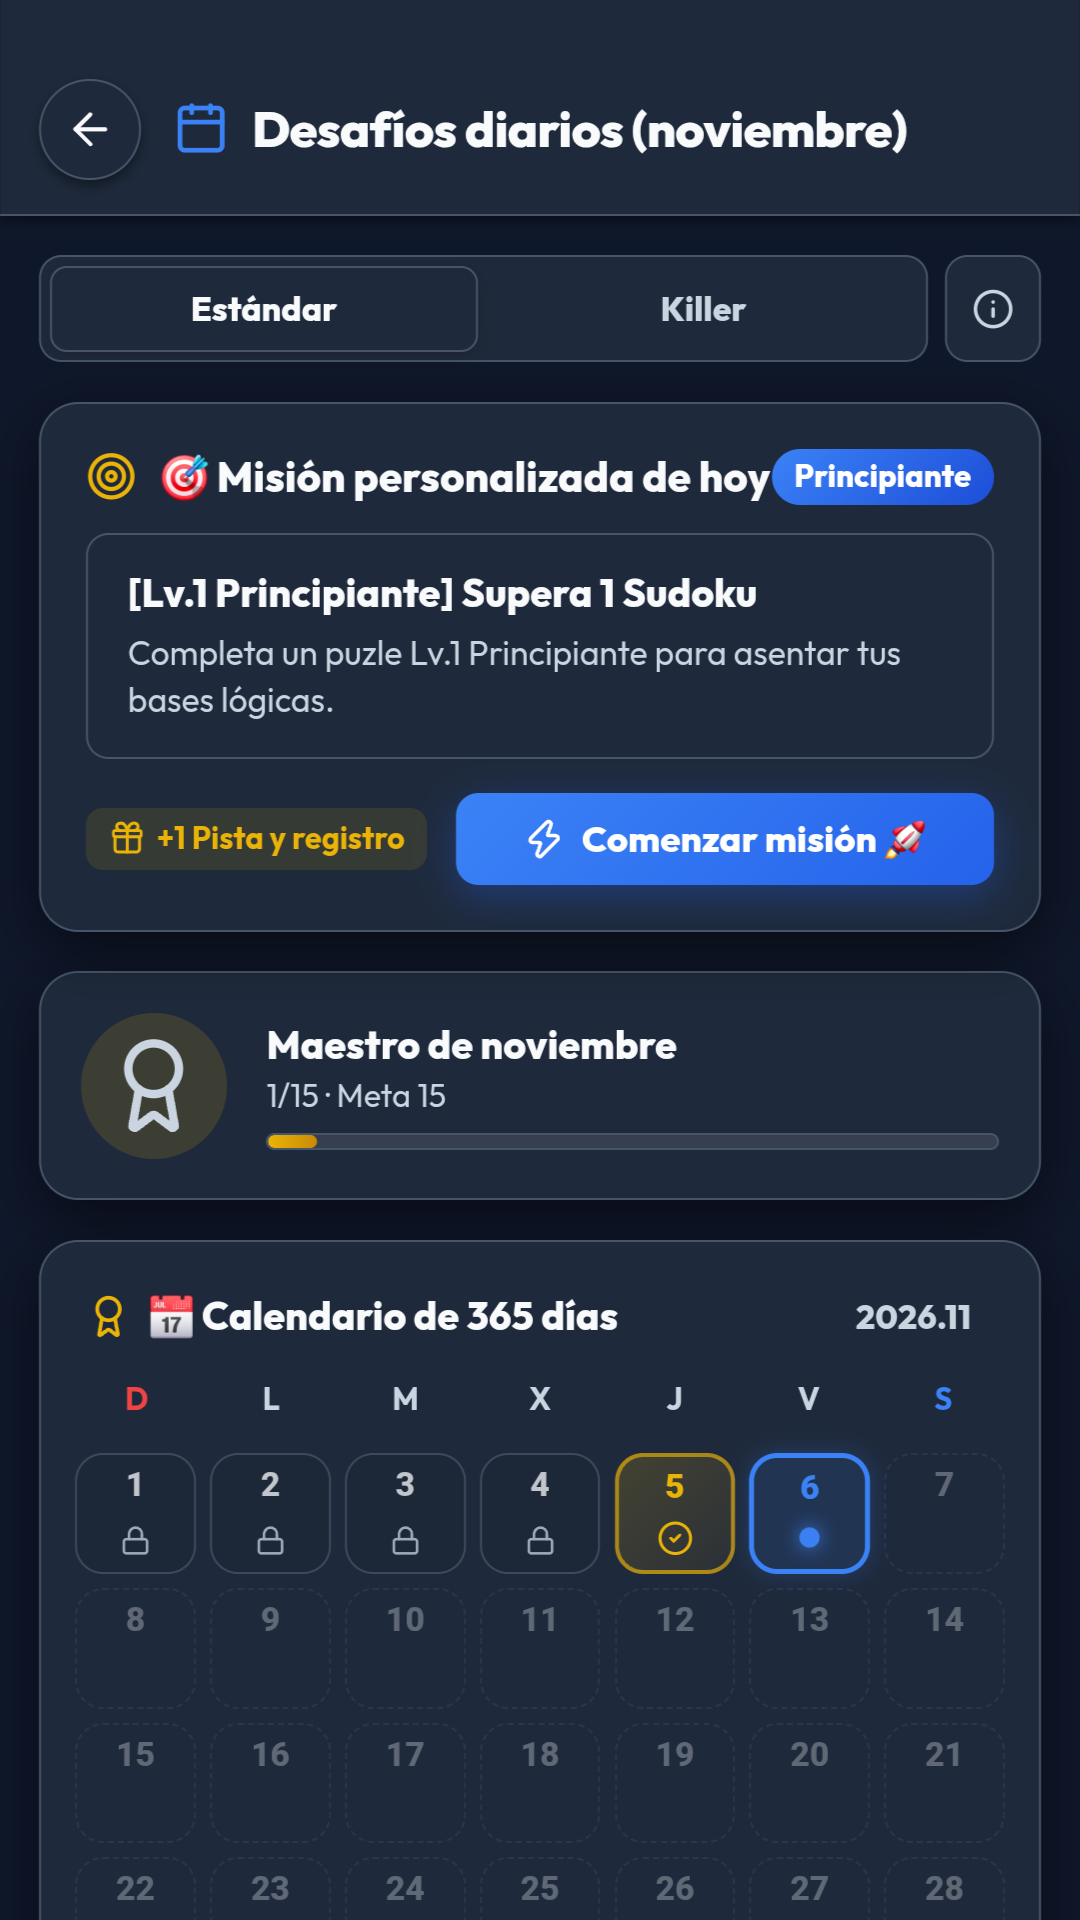 Desafíos diarios (noviembre)
Estándar
Killer
🎯 Misión personalizada de hoy
Principiante
[Lv.1 Principiante] Supera 1 Sudoku
Completa un puzle Lv.1 Principiante para asentar tus
bases lógicas.
+1 Pista y registro
Comenzar misión 🚀
Maestro de noviembre
1/15 · Meta 15
📅 Calendario de 365 días
2026.11
D L M X J V S
1 2 3 4 5 6 7
8 9 10 11 12 13 14
15 16 17 18 19 20 21
22 23 24 25 26 27 28